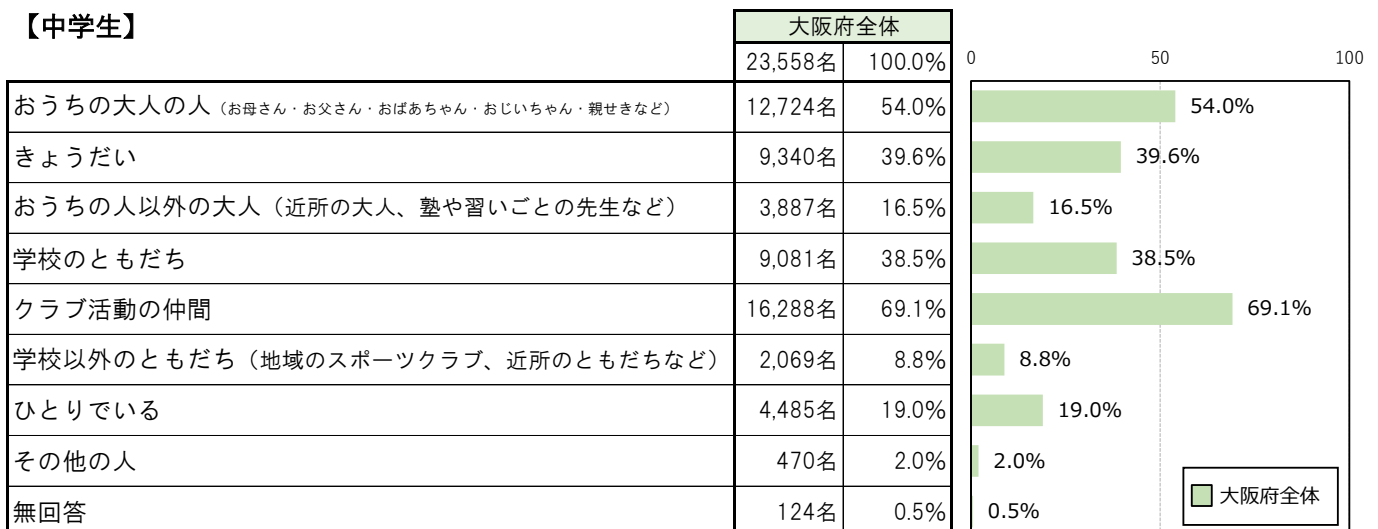 【中学生】
大阪府全体
23,558名 100.0%
おうちの大人の人（お母さん・お父さん・おばあちゃん・おじいちゃん・親せきなど） 12,724名 54.0%
きょうだい 9,340名 39.6%
おうちの人以外の大人（近所の大人、塾や習いごとの先生など） 3,887名 16.5%
学校のともだち 9,081名 38.5%
クラブ活動の仲間 16,288名 69.1%
学校以外のともだち（地域のスポーツクラブ、近所のともだちなど） 2,069名 8.8%
ひとりでいる 4,485名 19.0%
その他の人 470名 2.0%
無回答 124名 0.5%
0 50 100
54.0%
39.6%
16.5%
38.5%
69.1%
8.8%
19.0%
2.0%
0.5%
大阪府全体